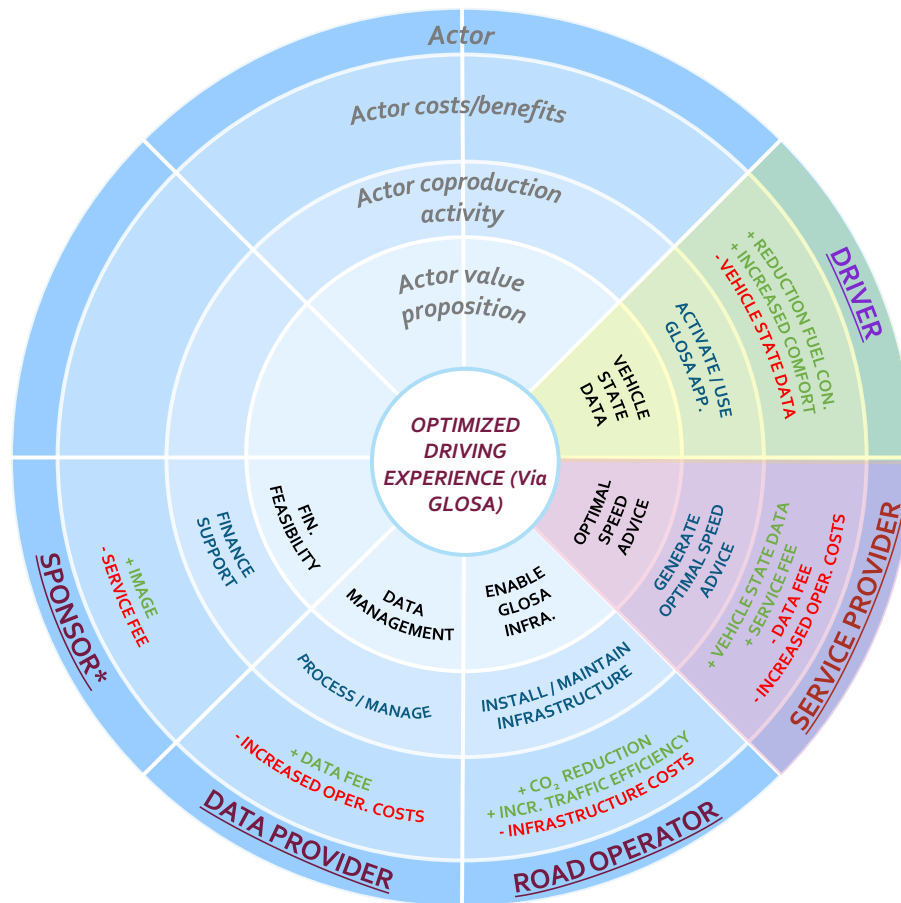 Actor
Actor costs/benefits
Actor coproduction
activity
Actor value
proposition
OPTIMIZED
DRIVING
EXPERIENCE (Via
GLOSA)
DRIVER
+ REDUCTION FUEL CON.
+ INCREASED COMFORT
- VEHICLE STATE DATA
ACTIVATE / USE
GLOSA APP.
VEHICLE
STATE
DATA
SERVICE PROVIDER
+ VEHICLE STATE DATA
+ SERVICE FEE
- DATA FEE
- INCREASED OPER. COSTS
GENERATE
OPTIMAL SPEED
ADVICE
OPTIMAL
SPEED
ADVICE
ROAD OPERATOR
+ CO₂ REDUCTION
+ INCR. TRAFFIC EFFICIENCY
- INFRASTRUCTURE COSTS
INSTALL / MAINTAIN
INFRASTRUCTURE
ENABLE
GLOSA
INFRA.
DATA PROVIDER
+ DATA FEE
- INCREASED OPER. COSTS
PROCESS / MANAGE
DATA
MANAGEMENT
SPONSOR*
+ IMAGE
- SERVICE FEE
FINANCE
SUPPORT
FIN.
FEASIBILITY